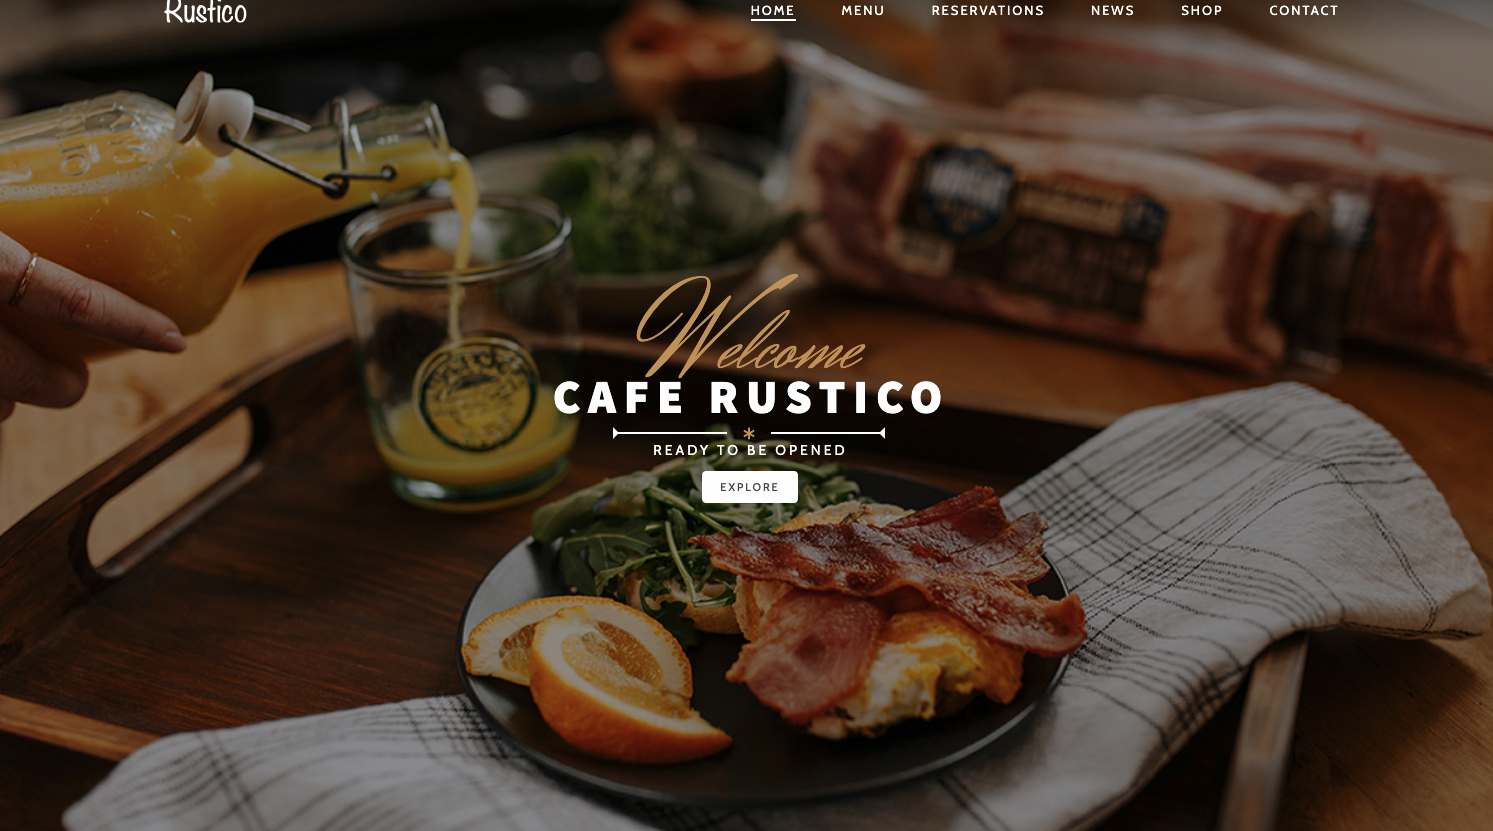 Rustico
HOME MENU RESERVATIONS NEWS SHOP CONTACT
Welcome
CAFE RUSTICO
*
READY TO BE OPENED
EXPLORE